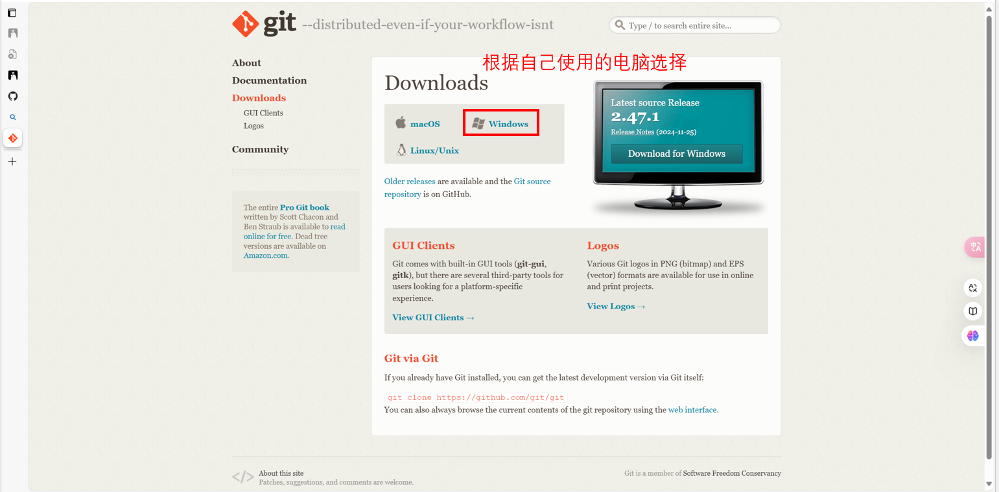 git --distributed-even-if-your-workflow-isnt
Type / to search entire site...
About
Documentation
Downloads
GUI Clients
Logos
Community
The entire Pro Git book
written by Scott Chacon and
Ben Straub is available to read
online for free. Dead tree
versions are available on
Amazon.com.
根据自己使用的电脑选择
Downloads
macOS
Windows
Linux/Unix
Older releases are available and the Git source
repository is on GitHub.
Latest source Release
2.47.1
Release Notes (2024-11-25)
Download for Windows
GUI Clients
Git comes with built-in GUI tools (git-gui,
gitk), but there are several third-party tools for
users looking for a platform-specific
experience.
View GUI Clients →
Logos
Various Git logos in PNG (bitmap) and EPS
(vector) formats are available for use in online
and print projects.
View Logos →
Git via Git
If you already have Git installed, you can get the latest development version via Git itself:
git clone https://github.com/git/git
You can also always browse the current contents of the git repository using the web interface.
</> About this site
Patches, suggestions, and comments are welcome.
Git is a member of Software Freedom Conservancy